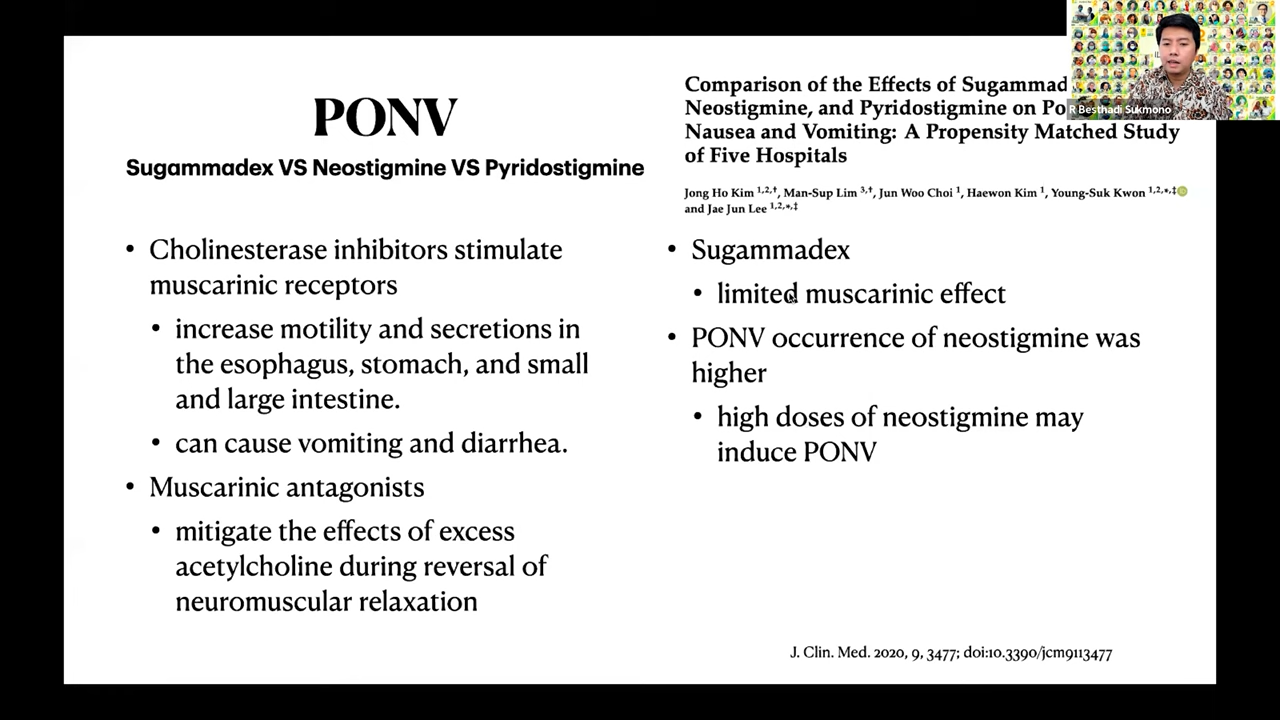 PONV
Sugammadex VS Neostigmine VS Pyridostigmine
• Cholinesterase inhibitors stimulate
muscarinic receptors
• increase motility and secretions in
the esophagus, stomach, and small
and large intestine.
• can cause vomiting and diarrhea.
• Muscarinic antagonists
• mitigate the effects of excess
acetylcholine during reversal of
neuromuscular relaxation
Comparison of the Effects of Sugammad
Neostigmine, and Pyridostigmine on Po
Nausea and Vomiting: A Propensity Matched Study
of Five Hospitals
Jong Ho Kim 1,2,†, Man-Sup Lim 3,†, Jun Woo Choi 1, Haewon Kim 1, Young-Suk Kwon 1,2,*,‡
and Jae Jun Lee 1,2,*,‡
• Sugammadex
• limited muscarinic effect
• PONV occurrence of neostigmine was
higher
• high doses of neostigmine may
induce PONV
J. Clin. Med. 2020, 9, 3477; doi:10.3390/jcm9113477
R Besthadi Sukmono